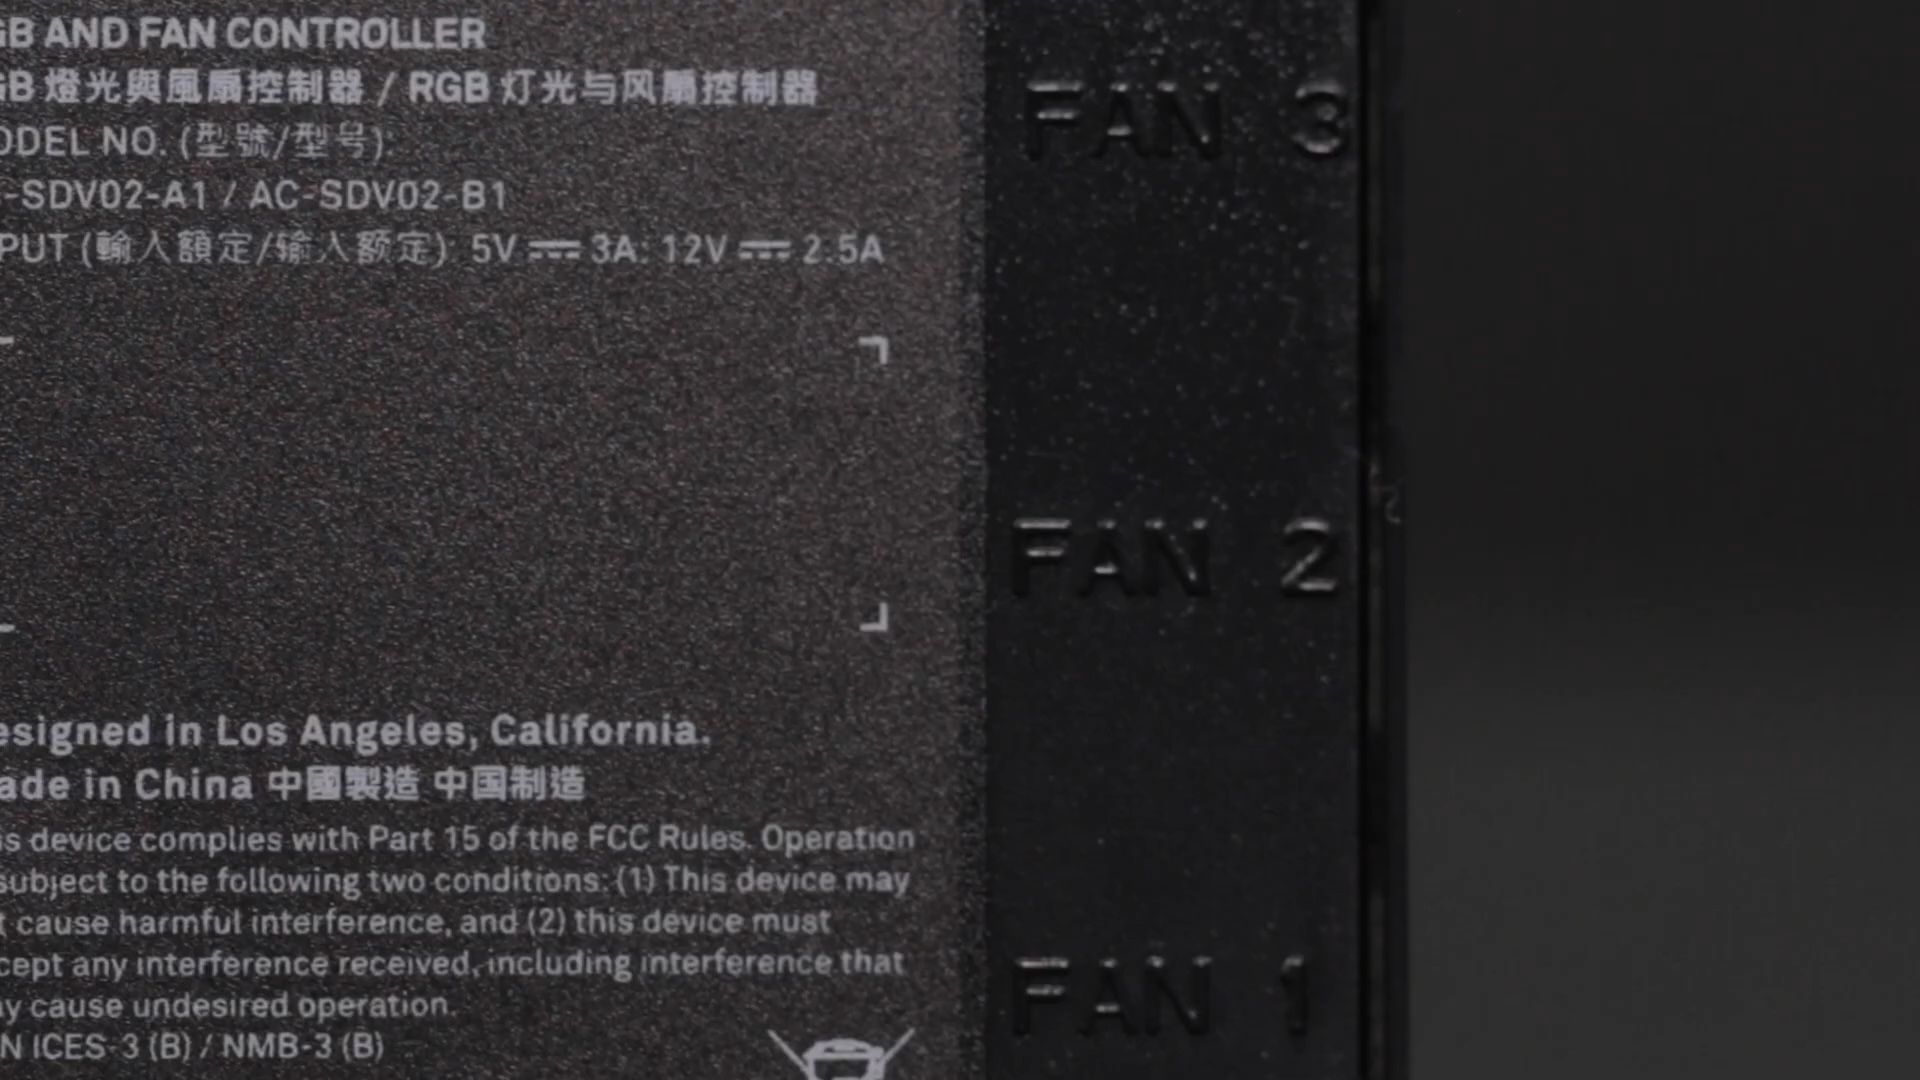 GB AND FAN CONTROLLER
GB 燈光與風扇控制器 / RGB 灯光与风扇控制器
ODEL NO. (型號/型号):
-SDV02-A1 / AC-SDV02-B1
PUT (輸入額定/输入额定): 5V ⎓ 3A; 12V ⎓ 2.5A
esigned in Los Angeles, California.
ade in China 中國製造 中国制造
is device complies with Part 15 of the FCC Rules. Operation
subject to the following two conditions: (1) This device may
t cause harmful interference, and (2) this device must
cept any interference received, including interference that
ay cause undesired operation.
N ICES-3 (B) / NMB-3 (B)
FAN 3
FAN 2
FAN 1